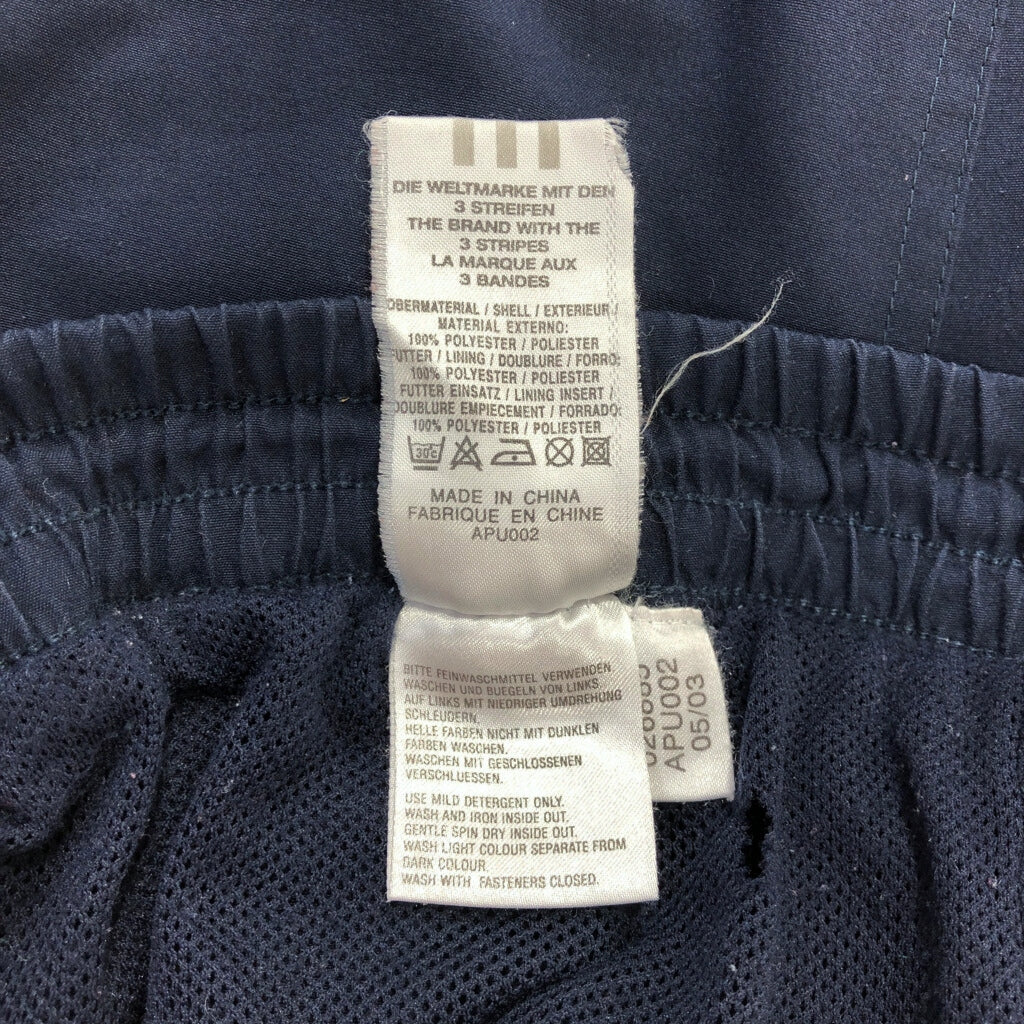 DIE WELTMARKE MIT DEN
3 STREIFEN
THE BRAND WITH THE
3 STRIPES
LA MARQUE AUX
3 BANDES
OBERMATERIAL / SHELL / EXTERIEUR /
MATERIAL EXTERNO:
100% POLYESTER / POLIESTER
FUTTER / LINING / DOUBLURE / FORRO:
100% POLYESTER / POLIESTER
FUTTER EINSATZ / LINING INSERT /
DOUBLURE EMPIECEMENT / FORRADO:
100% POLYESTER / POLIESTER
30°C
MADE IN CHINA
FABRIQUE EN CHINE
APU002
BITTE FEINWASCHMITTEL VERWENDEN
WASCHEN UND BUEGELN VON LINKS.
AUF LINKS MIT NIEDRIGER UMDREHUNG
SCHLEUDERN.
HELLE FARBEN NICHT MIT DUNKLEN
FARBEN WASCHEN.
WASCHEN MIT GESCHLOSSENEN
VERSCHLUESSEN.
USE MILD DETERGENT ONLY.
WASH AND IRON INSIDE OUT.
GENTLE SPIN DRY INSIDE OUT.
WASH LIGHT COLOUR SEPARATE FROM
DARK COLOUR.
WASH WITH FASTENERS CLOSED.
APU002
05/03